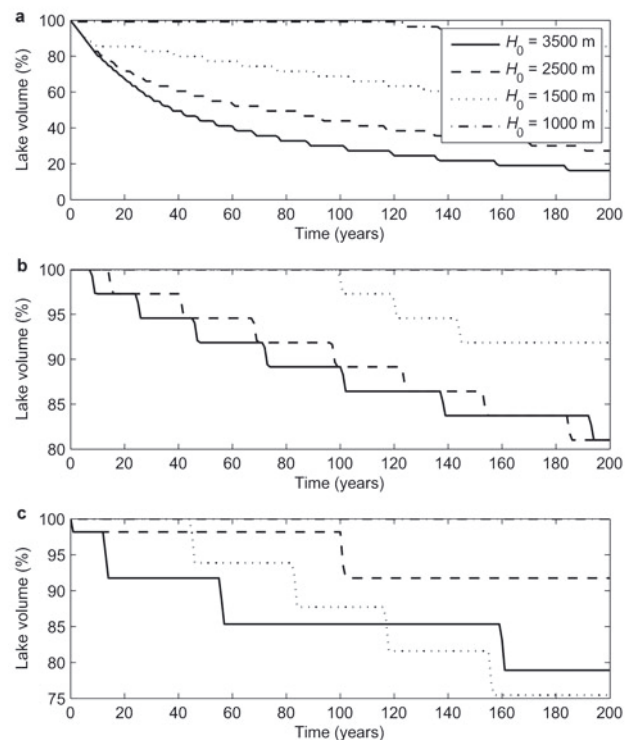 a
Lake volume (%)
100
80
60
40
20
0
H0 = 3500 m
H0 = 2500 m
H0 = 1500 m
H0 = 1000 m
0 20 40 60 80 100 120 140 160 180 200
Time (years)
b
Lake volume (%)
100
95
90
85
80
0 20 40 60 80 100 120 140 160 180 200
Time (years)
c
Lake volume (%)
100
95
90
85
80
75
0 20 40 60 80 100 120 140 160 180 200
Time (years)